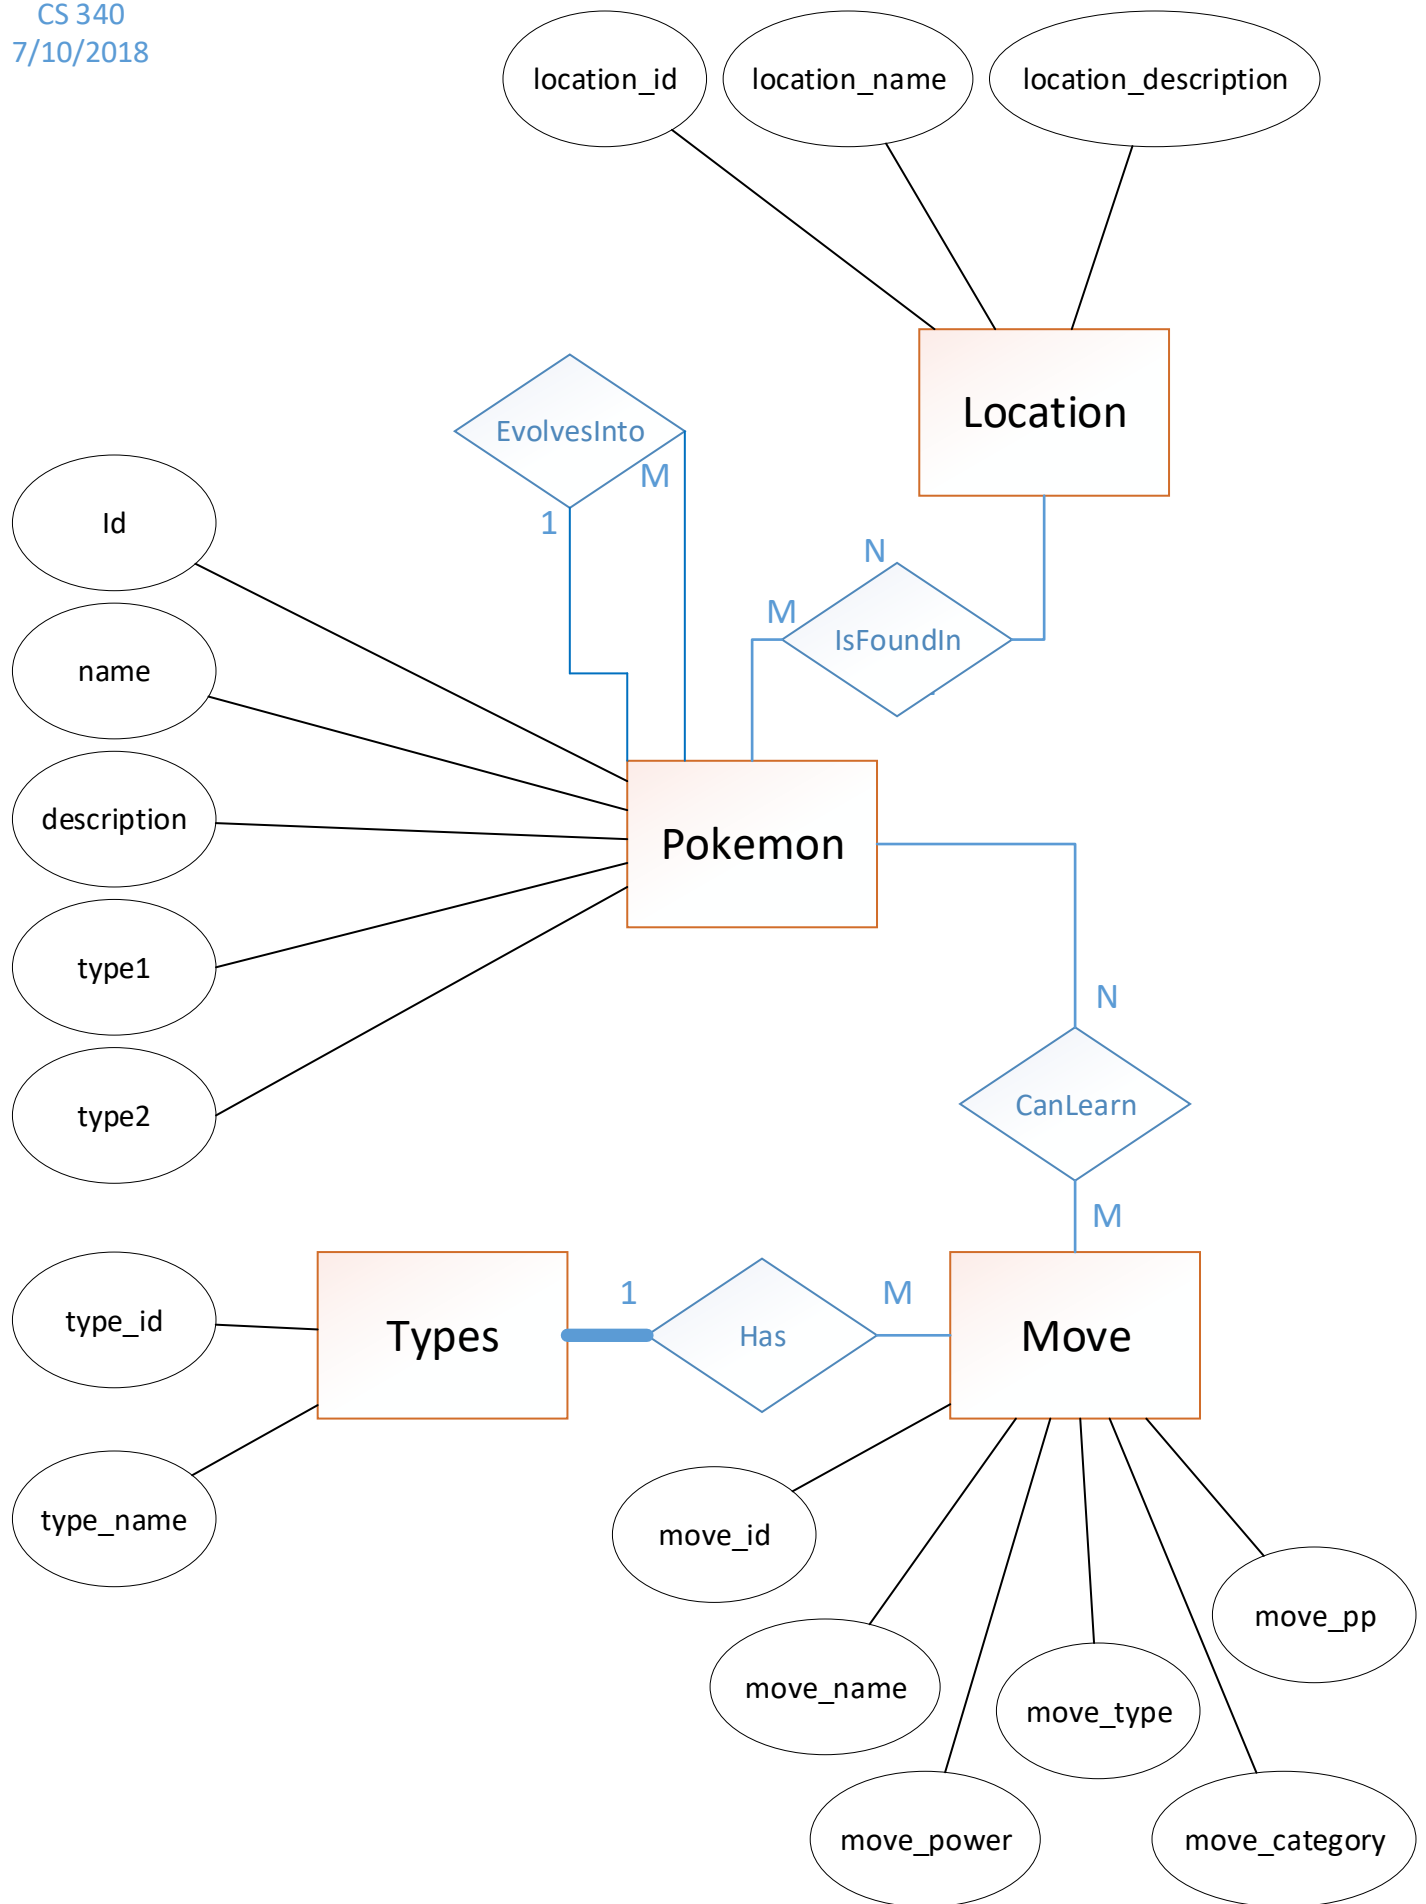 CS 340
7/10/2018
location_id
location_name
location_description
Location
EvolvesInto
M
1
Id
N
M
IsFoundIn
name
description
Pokemon
type1
type2
N
CanLearn
M
type_id
Types
1
Has
M
Move
type_name
move_id
move_pp
move_name
move_type
move_power
move_category